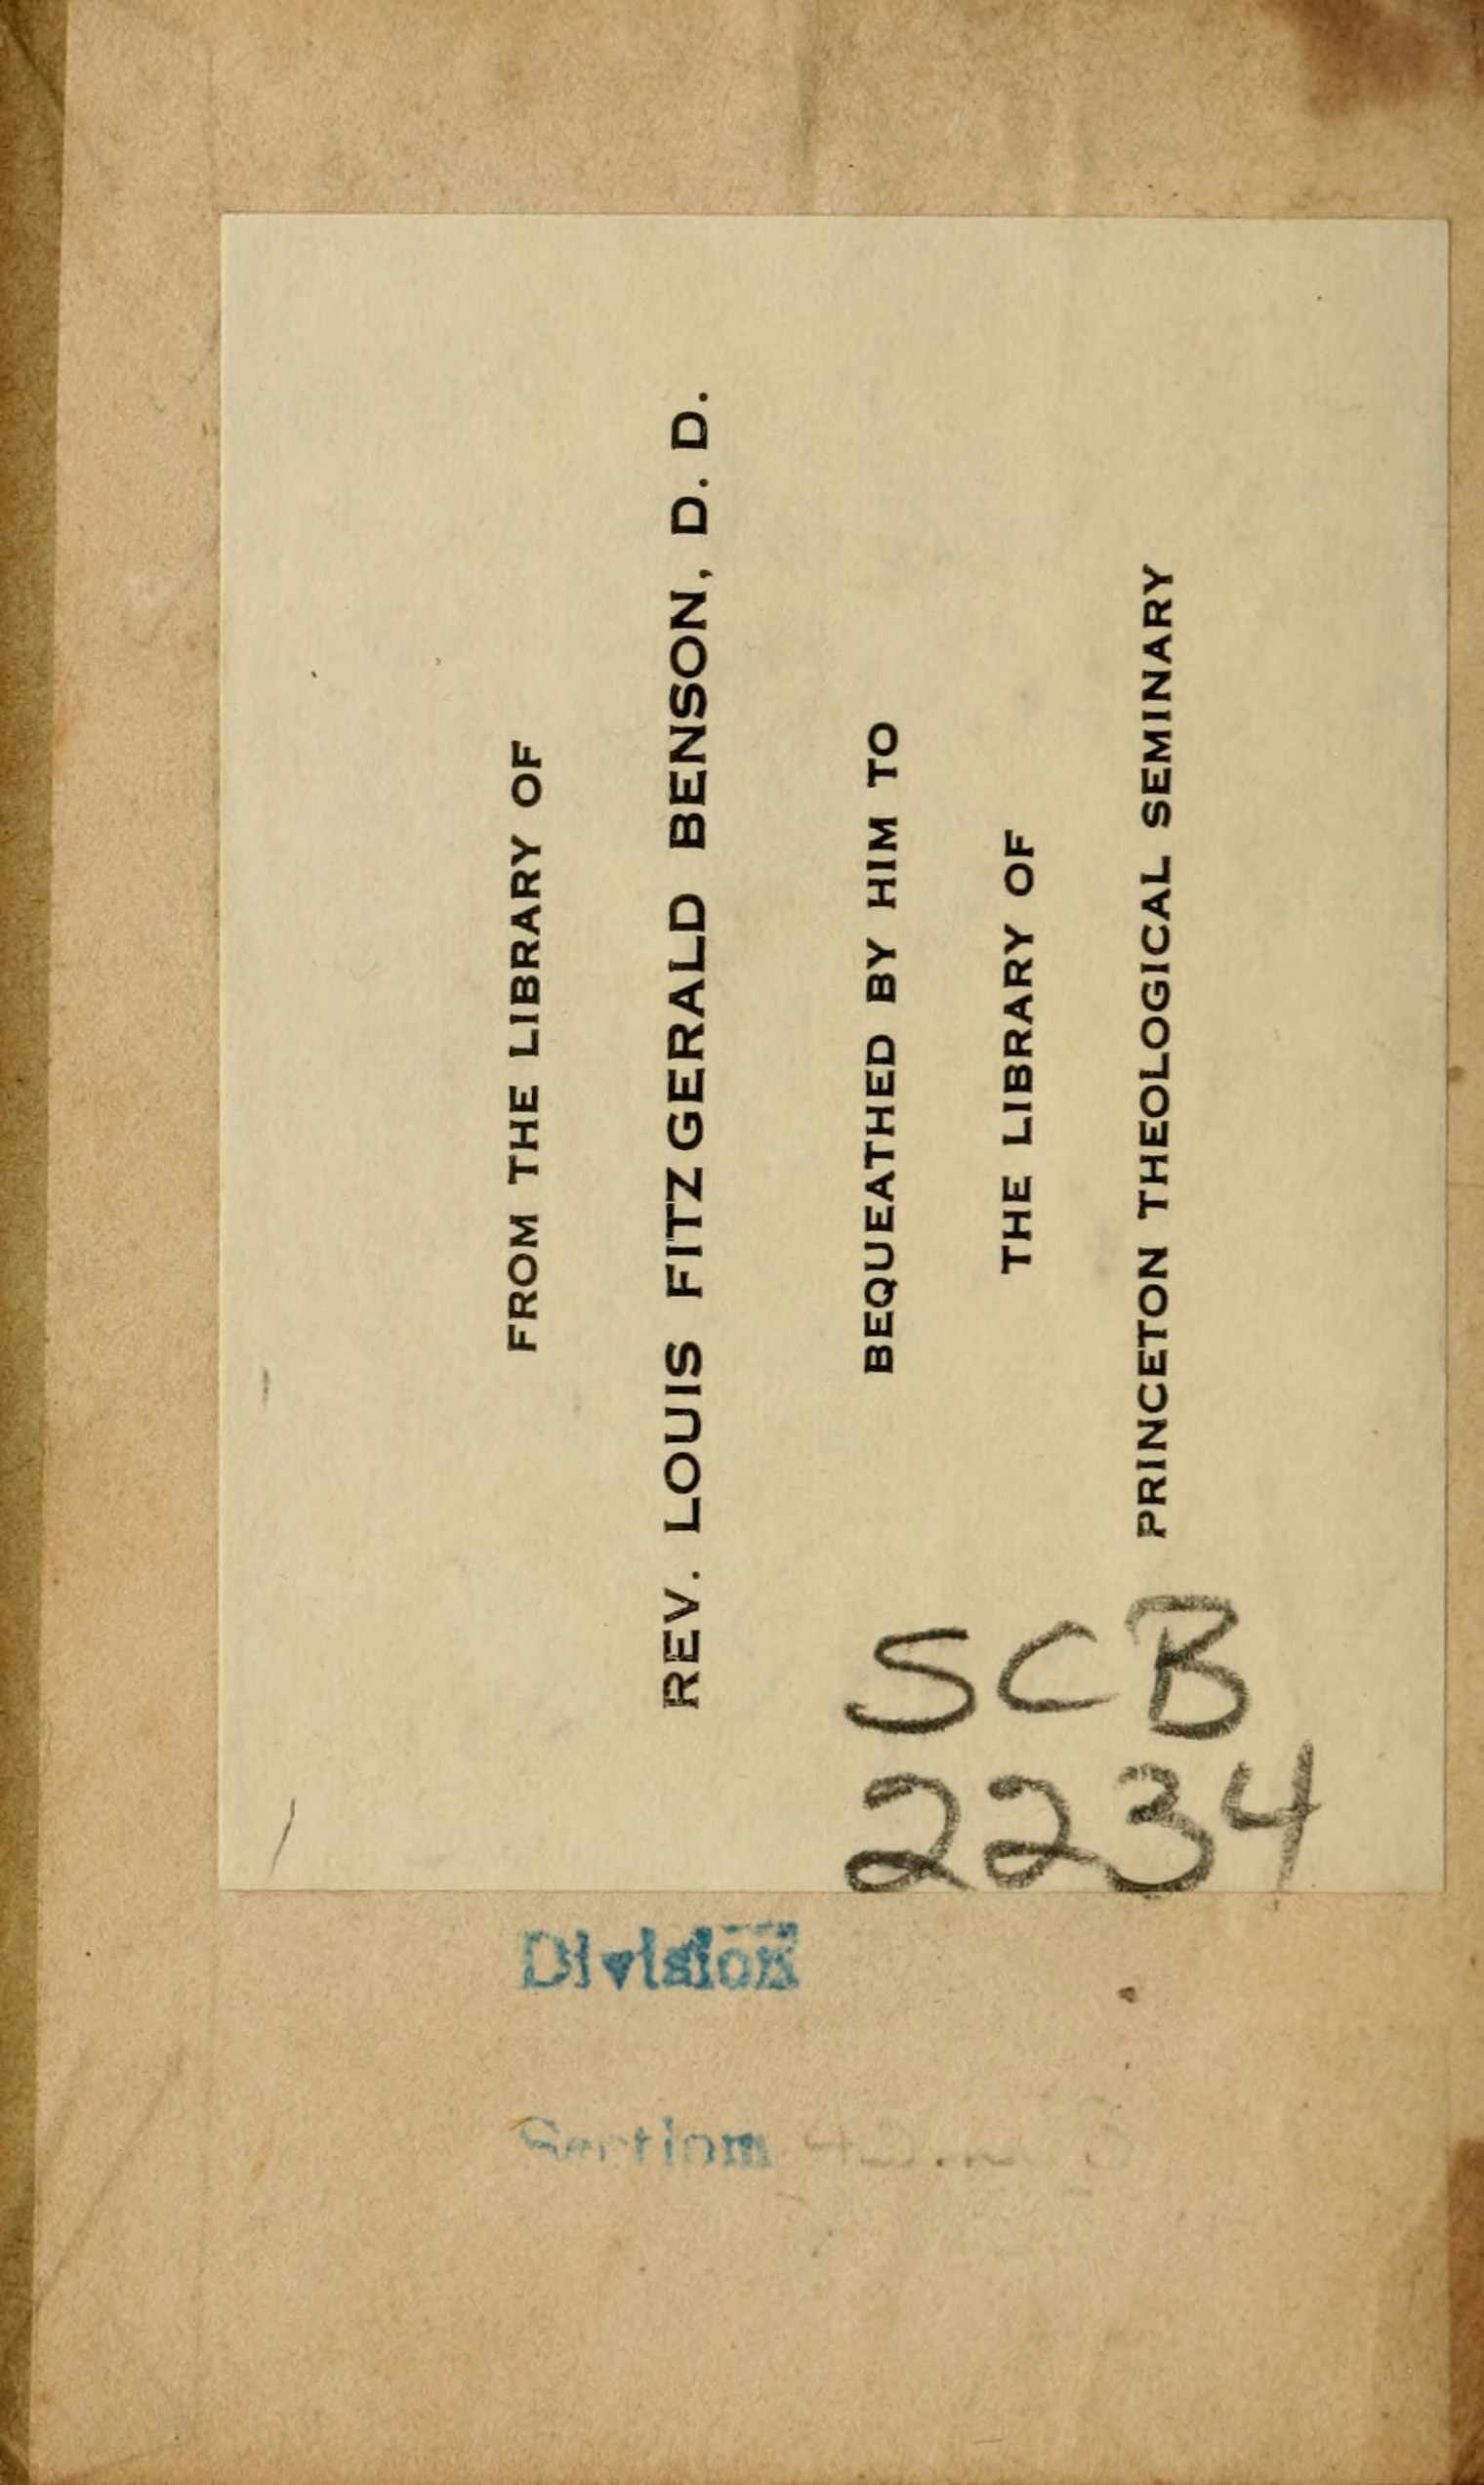 FROM THE LIBRARY OF
REV. LOUIS FITZGERALD BENSON, D. D.
BEQUEATHED BY HIM TO
THE LIBRARY OF
PRINCETON THEOLOGICAL SEMINARY
SCB
2234
Division
Section